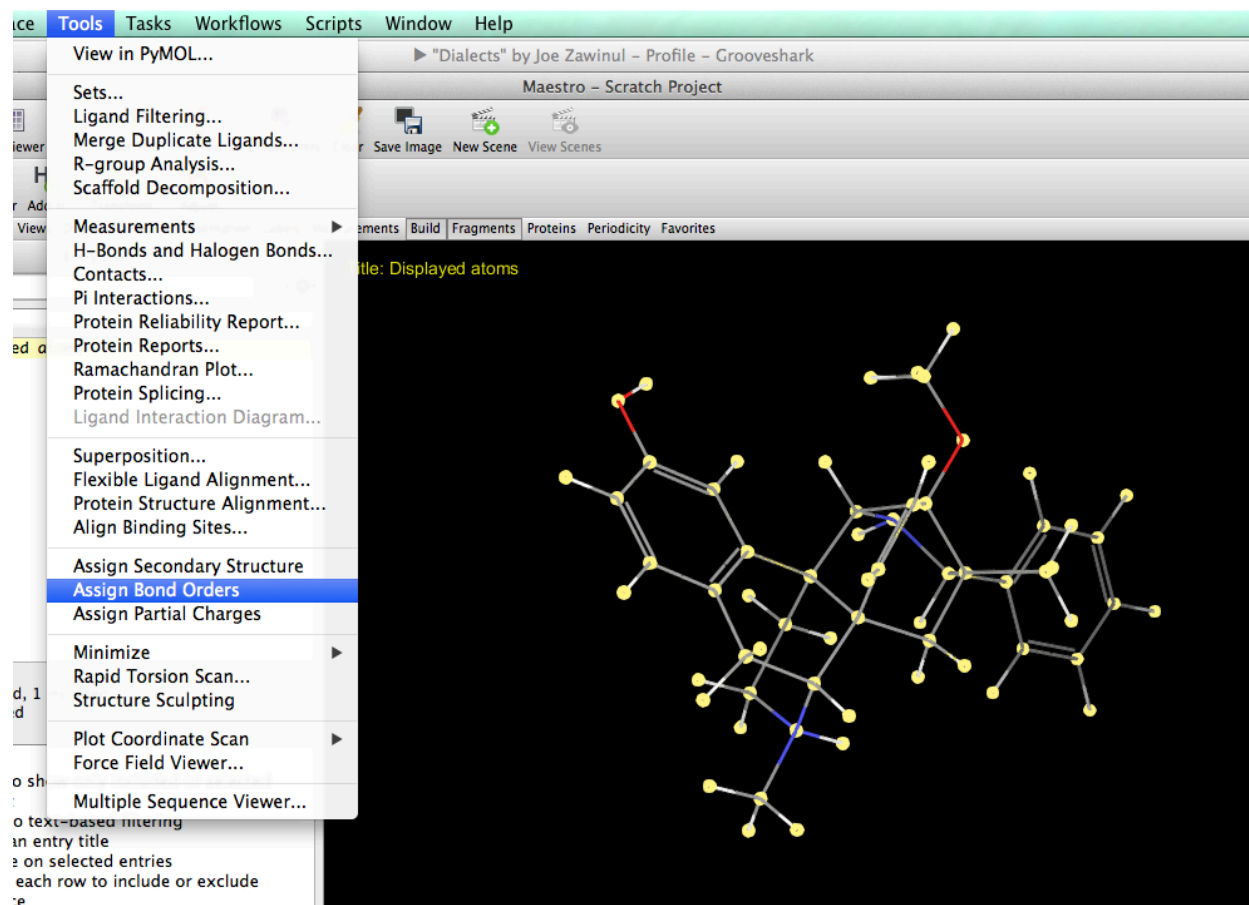 Tools Tasks Workflows Scripts Window Help
View in PyMOL...
▶ "Dialects" by Joe Zawinul – Profile – Grooveshark
Maestro – Scratch Project
Sets...
Ligand Filtering...
Merge Duplicate Ligands...
R-group Analysis...
Scaffold Decomposition...
Save Image New Scene View Scenes
Measurements
H-Bonds and Halogen Bonds...
Contacts...
Pi Interactions...
Protein Reliability Report...
Protein Reports...
Ramachandran Plot...
Protein Splicing...
Ligand Interaction Diagram...
View
Build Fragments Proteins Periodicity Favorites
Displayed atoms
Superposition...
Flexible Ligand Alignment...
Protein Structure Alignment...
Align Binding Sites...
Assign Secondary Structure
Assign Bond Orders
Assign Partial Charges
Minimize
Rapid Torsion Scan...
Structure Sculpting
Plot Coordinate Scan
Force Field Viewer...
Multiple Sequence Viewer...
text-based filtering
an entry title
on selected entries
each row to include or exclude